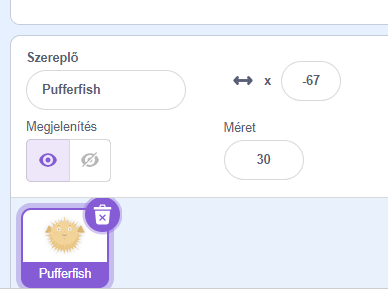 Szereplő
Pufferfish
x
-67
Megjelenítés
Méret
30
Pufferfish